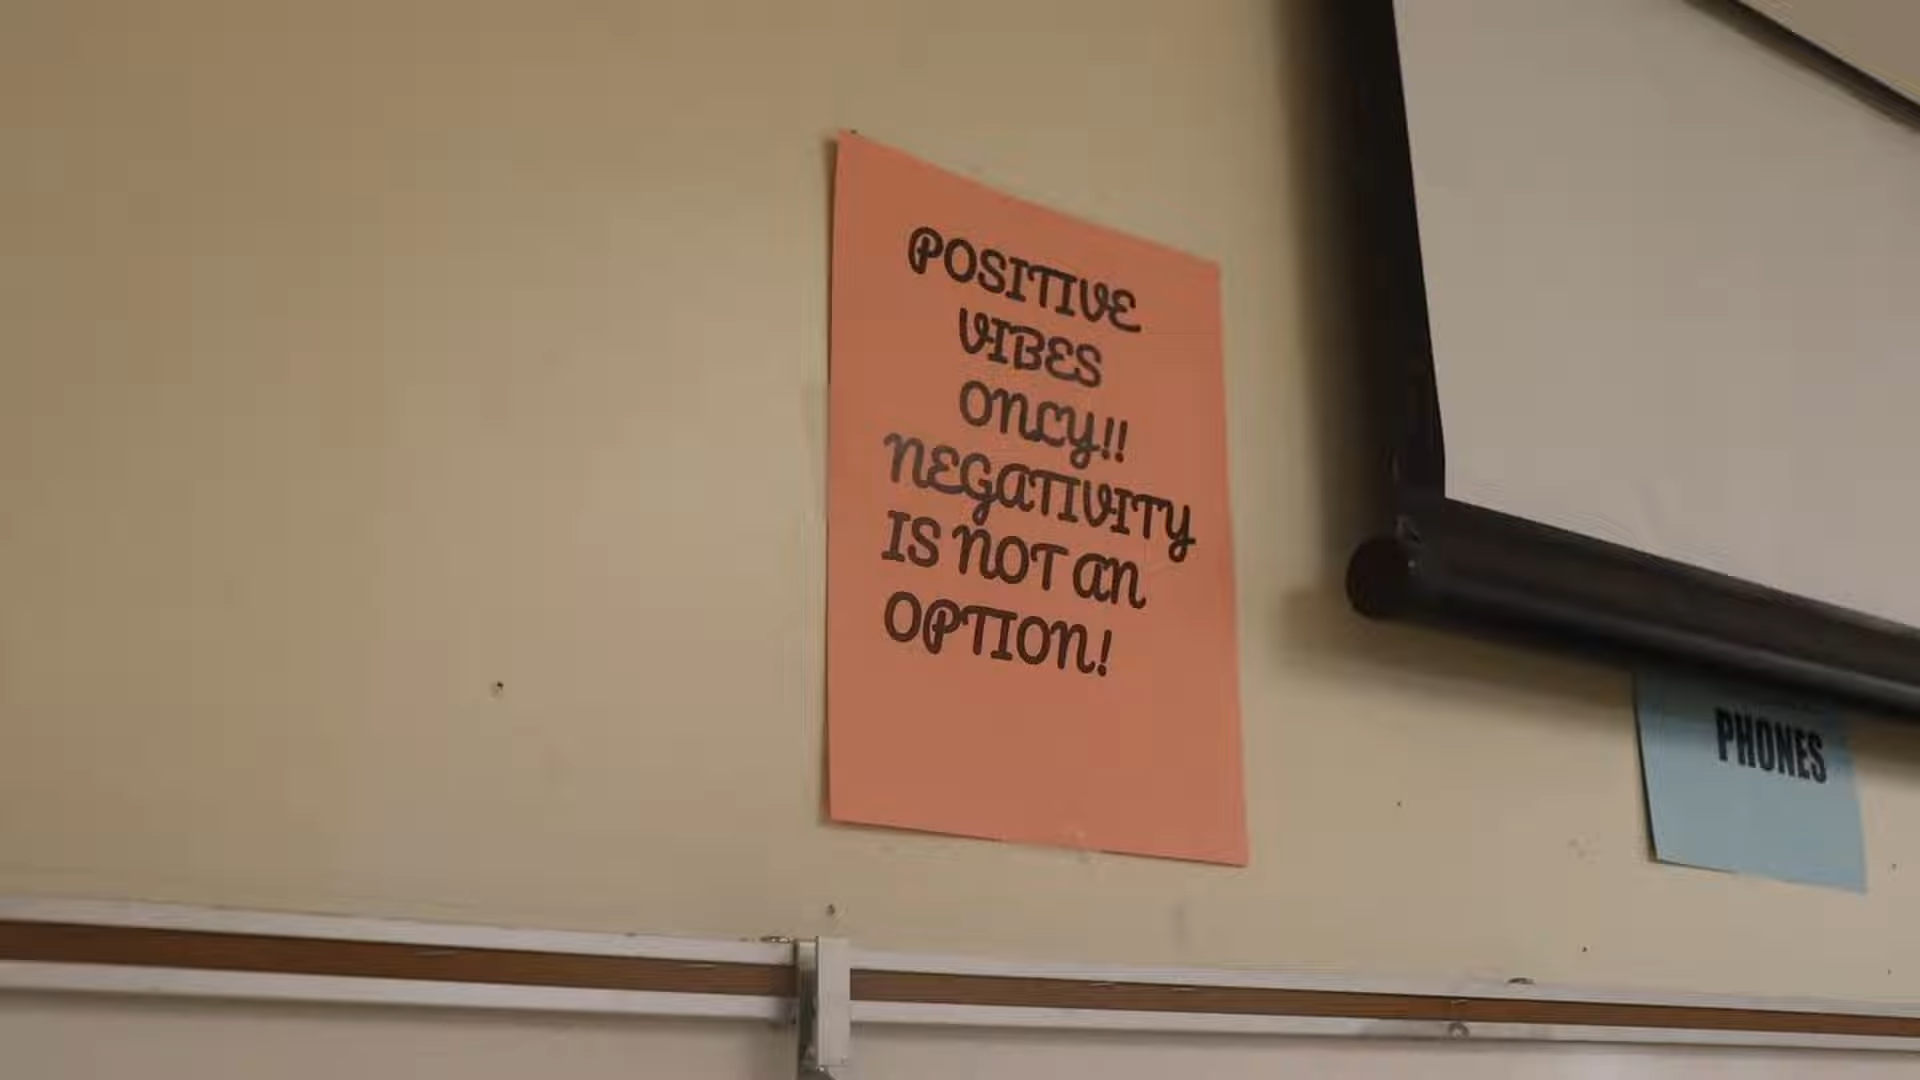 POSITIVE
VIBES
ONLY!!
NEGATIVITY
IS NOT AN
OPTION!
PHONES